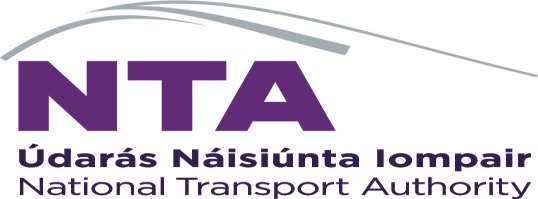 NTA
Údarás Náisiúnta Iompair
National Transport Authority